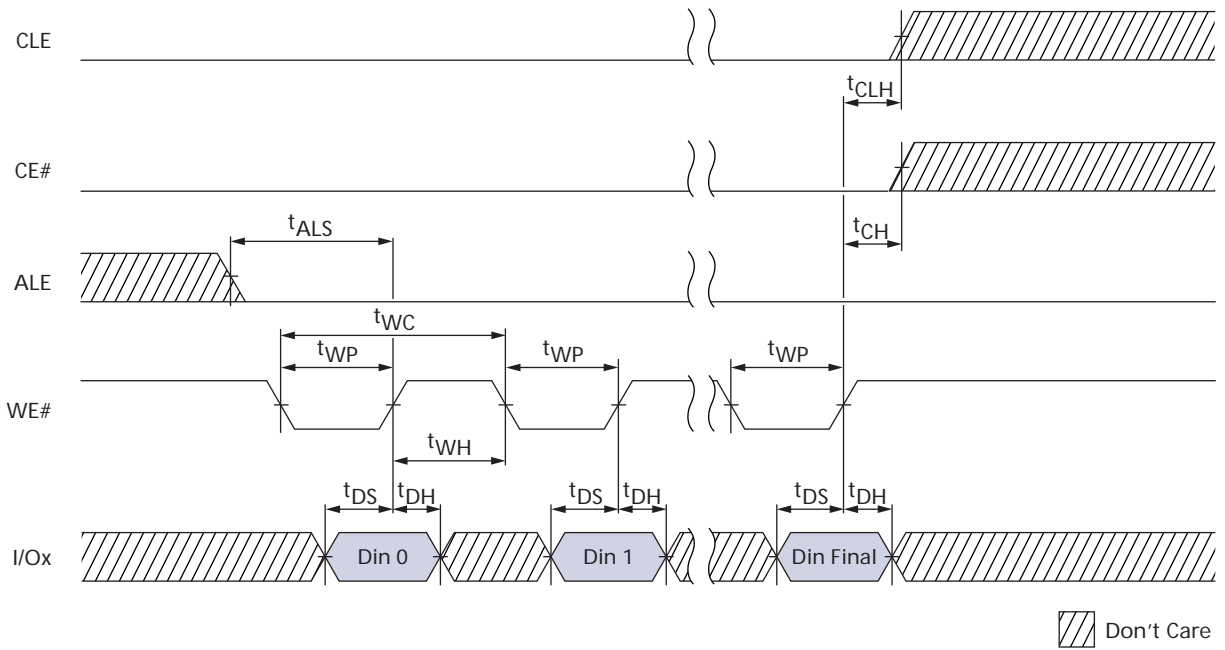 CLE
tCLH
CE#
tALS
tCH
ALE
tWC
tWP tWP tWP
WE#
tWH
tDS tDH tDS tDH tDS tDH
I/Ox Din 0 Din 1 Din Final
Don't Care